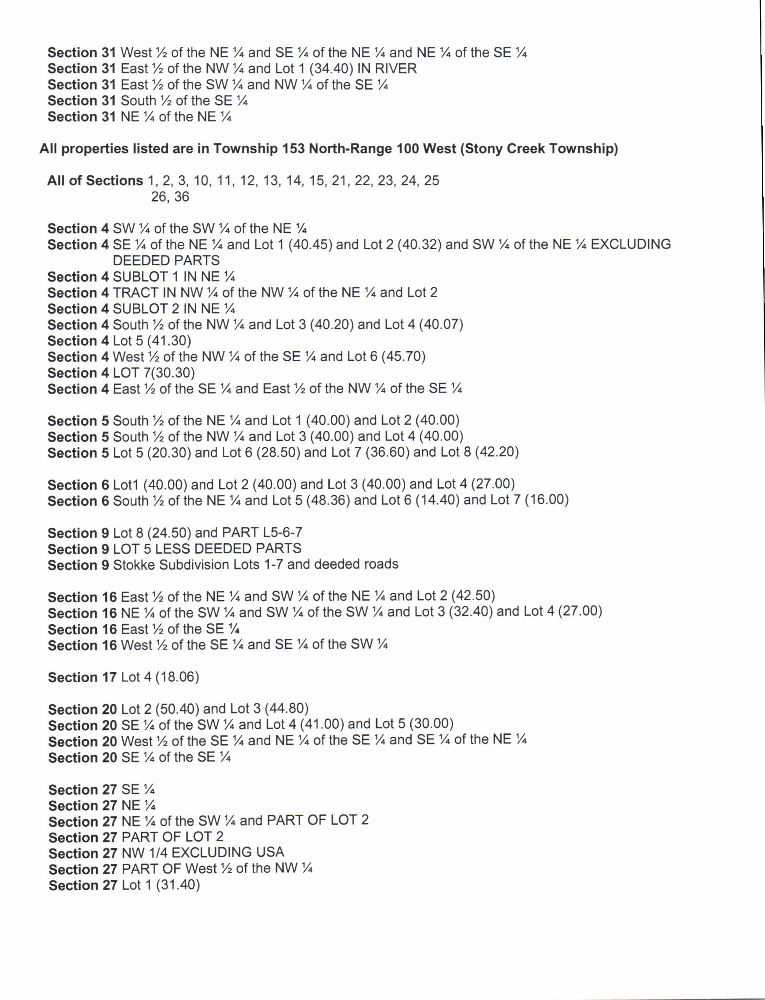 Section 31 West ½ of the NE ¼ and SE ¼ of the NE ¼ and NE ¼ of the SE ¼
Section 31 East ½ of the NW ¼ and Lot 1 (34.40) IN RIVER
Section 31 East ½ of the SW ¼ and NW ¼ of the SE ¼
Section 31 South ½ of the SE ¼
Section 31 NE ¼ of the NE ¼
All properties listed are in Township 153 North-Range 100 West (Stony Creek Township)
All of Sections 1, 2, 3, 10, 11, 12, 13, 14, 15, 21, 22, 23, 24, 25
26, 36
Section 4 SW ¼ of the SW ¼ of the NE ¼
Section 4 SE ¼ of the NE ¼ and Lot 1 (40.45) and Lot 2 (40.32) and SW ¼ of the NE ¼ EXCLUDING
DEEDED PARTS
Section 4 SUBLOT 1 IN NE ¼
Section 4 TRACT IN NW ¼ of the NW ¼ of the NE ¼ and Lot 2
Section 4 SUBLOT 2 IN NE ¼
Section 4 South ½ of the NW ¼ and Lot 3 (40.20) and Lot 4 (40.07)
Section 4 Lot 5 (41.30)
Section 4 West ½ of the NW ¼ of the SE ¼ and Lot 6 (45.70)
Section 4 LOT 7(30.30)
Section 4 East ½ of the SE ¼ and East ½ of the NW ¼ of the SE ¼
Section 5 South ½ of the NE ¼ and Lot 1 (40.00) and Lot 2 (40.00)
Section 5 South ½ of the NW ¼ and Lot 3 (40.00) and Lot 4 (40.00)
Section 5 Lot 5 (20.30) and Lot 6 (28.50) and Lot 7 (36.60) and Lot 8 (42.20)
Section 6 Lot1 (40.00) and Lot 2 (40.00) and Lot 3 (40.00) and Lot 4 (27.00)
Section 6 South ½ of the NE ¼ and Lot 5 (48.36) and Lot 6 (14.40) and Lot 7 (16.00)
Section 9 Lot 8 (24.50) and PART L5-6-7
Section 9 LOT 5 LESS DEEDED PARTS
Section 9 Stokke Subdivision Lots 1-7 and deeded roads
Section 16 East ½ of the NE ¼ and SW ¼ of the NE ¼ and Lot 2 (42.50)
Section 16 NE ¼ of the SW ¼ and SW ¼ of the SW ¼ and Lot 3 (32.40) and Lot 4 (27.00)
Section 16 East ½ of the SE ¼
Section 16 West ½ of the SE ¼ and SE ¼ of the SW ¼
Section 17 Lot 4 (18.06)
Section 20 Lot 2 (50.40) and Lot 3 (44.80)
Section 20 SE ¼ of the SW ¼ and Lot 4 (41.00) and Lot 5 (30.00)
Section 20 West ½ of the SE ¼ and NE ¼ of the SE ¼ and SE ¼ of the NE ¼
Section 20 SE ¼ of the SE ¼
Section 27 SE ¼
Section 27 NE ¼
Section 27 NE ¼ of the SW ¼ and PART OF LOT 2
Section 27 PART OF LOT 2
Section 27 NW 1/4 EXCLUDING USA
Section 27 PART OF West ½ of the NW ¼
Section 27 Lot 1 (31.40)